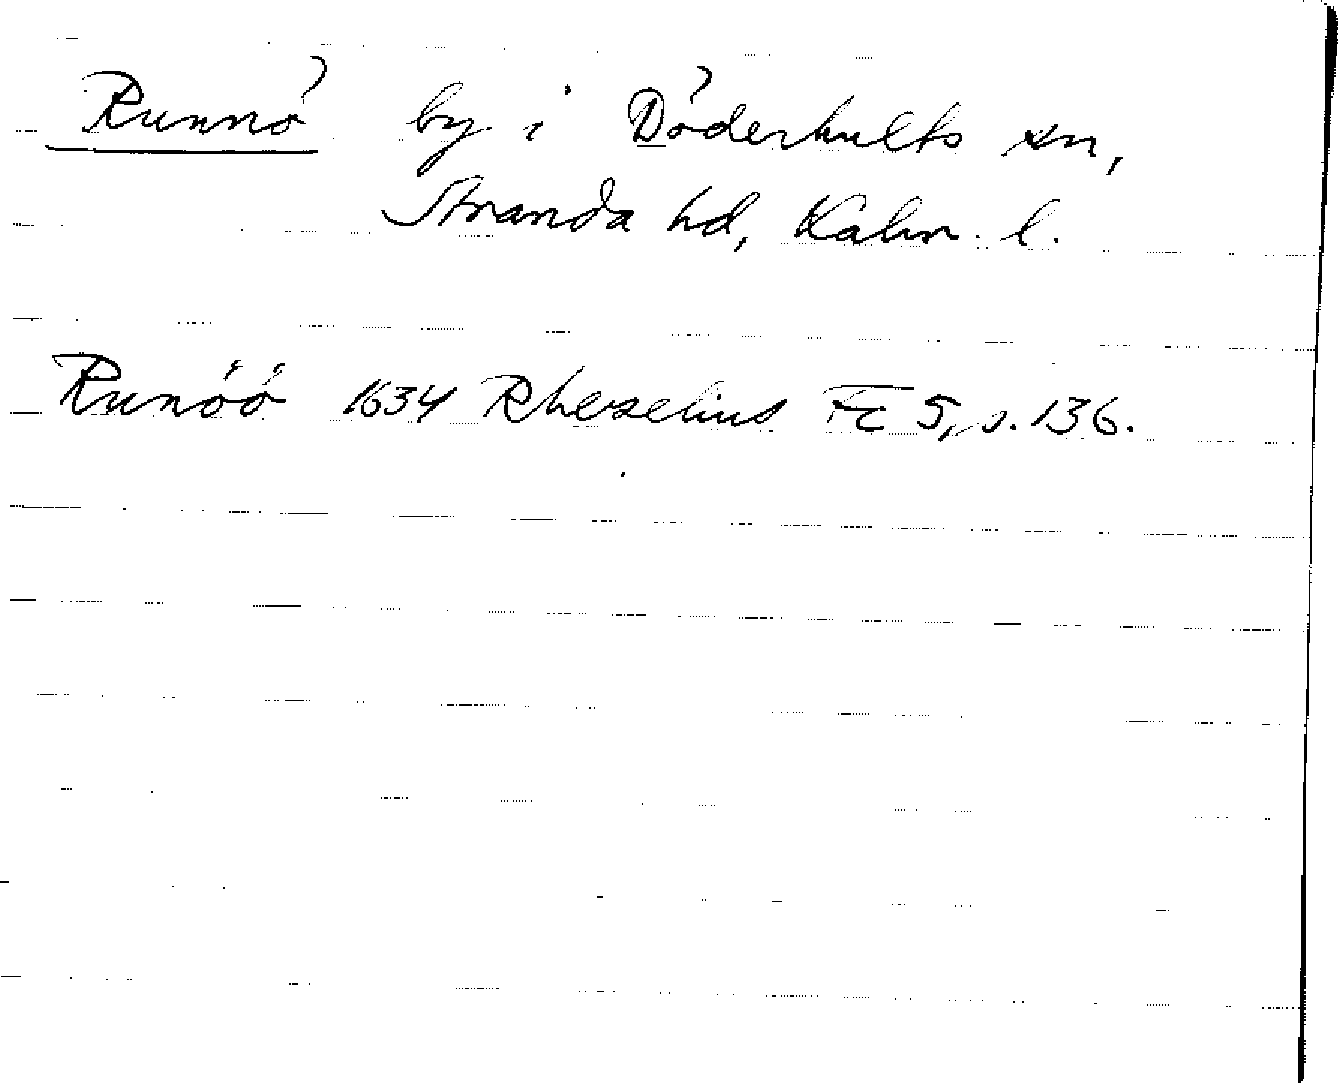 Runnö by i Döderhults sn,
Stranda hd, Kalm. l.
Runöö 1634 Rhezelius Fc 5, s. 136.